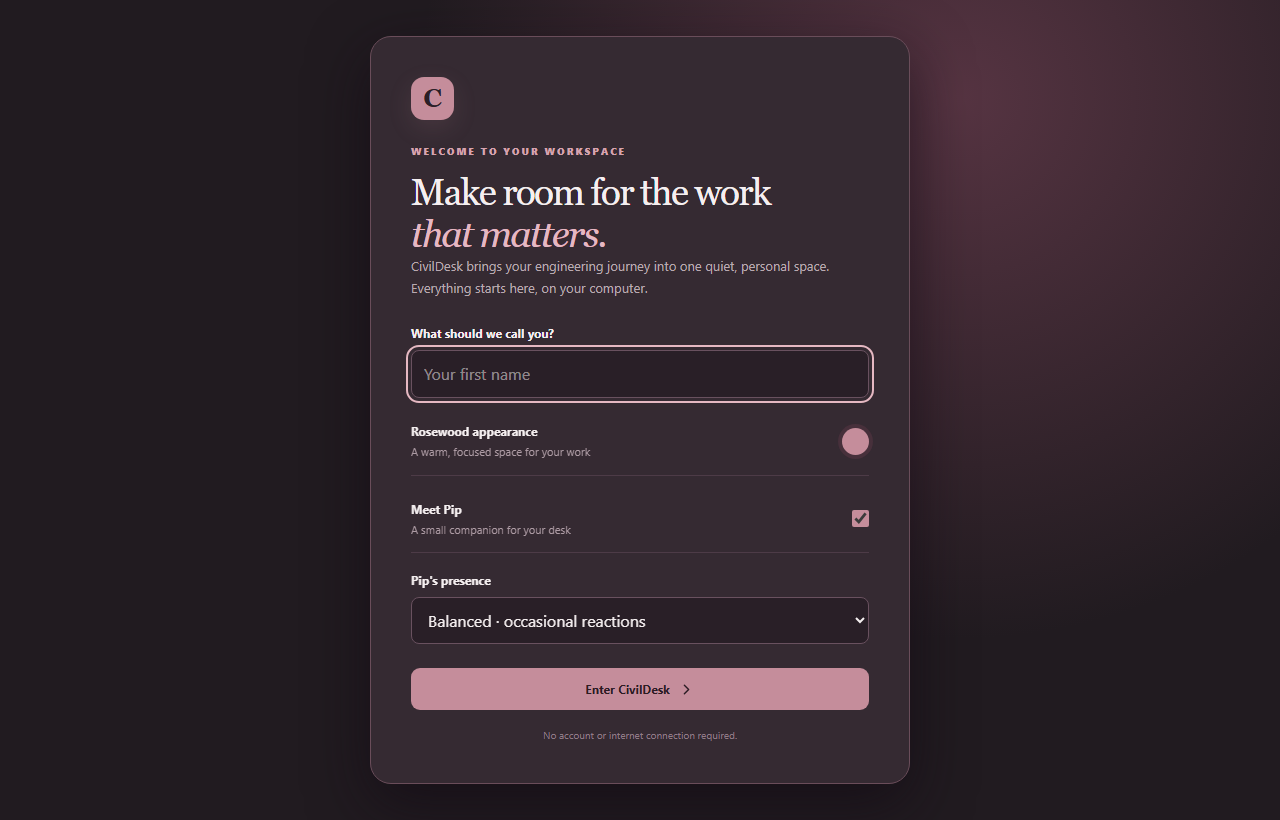 C
WELCOME TO YOUR WORKSPACE
Make room for the work
that matters.
CivilDesk brings your engineering journey into one quiet, personal space.
Everything starts here, on your computer.
What should we call you?
Your first name
Rosewood appearance
A warm, focused space for your work
Meet Pip
A small companion for your desk
Pip's presence
Balanced · occasional reactions
Enter CivilDesk
No account or internet connection required.